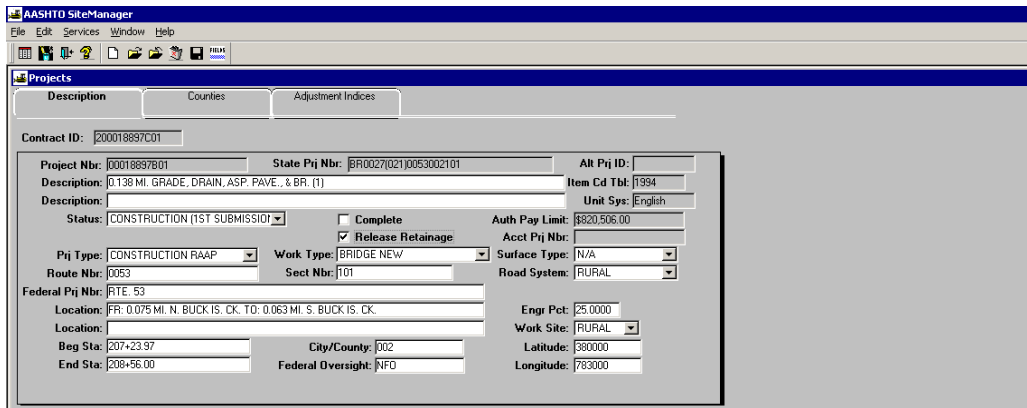 AASHTO SiteManager
File Edit Services Window Help
FIELDS
Projects
Description Counties Adjustment Indices
Contract ID: 200018897C01
Project Nbr: 00018897B01 State Prj Nbr: BR0027(021)0053002101 Alt Prj ID:
Description: 0.138 MI. GRADE, DRAIN, ASP. PAVE., & BR. (1) Item Cd Tbl: 1994
Description: Unit Sys: English
Status: CONSTRUCTION (1ST SUBMISSION Complete Auth Pay Limit: $820,506.00
Release Retainage Acct Prj Nbr:
Prj Type: CONSTRUCTION RAAP Work Type: BRIDGE NEW Surface Type: N/A
Route Nbr: 0053 Sect Nbr: 101 Road System: RURAL
Federal Prj Nbr: RTE. 53
Location: FR: 0.075 MI. N. BUCK IS. CK. TO: 0.063 MI. S. BUCK IS. CK. Engr Pct: 25.0000
Location: Work Site: RURAL
Beg Sta: 207+23.97 City/County: 002 Latitude: 380000
End Sta: 208+56.00 Federal Oversight: NFO Longitude: 783000